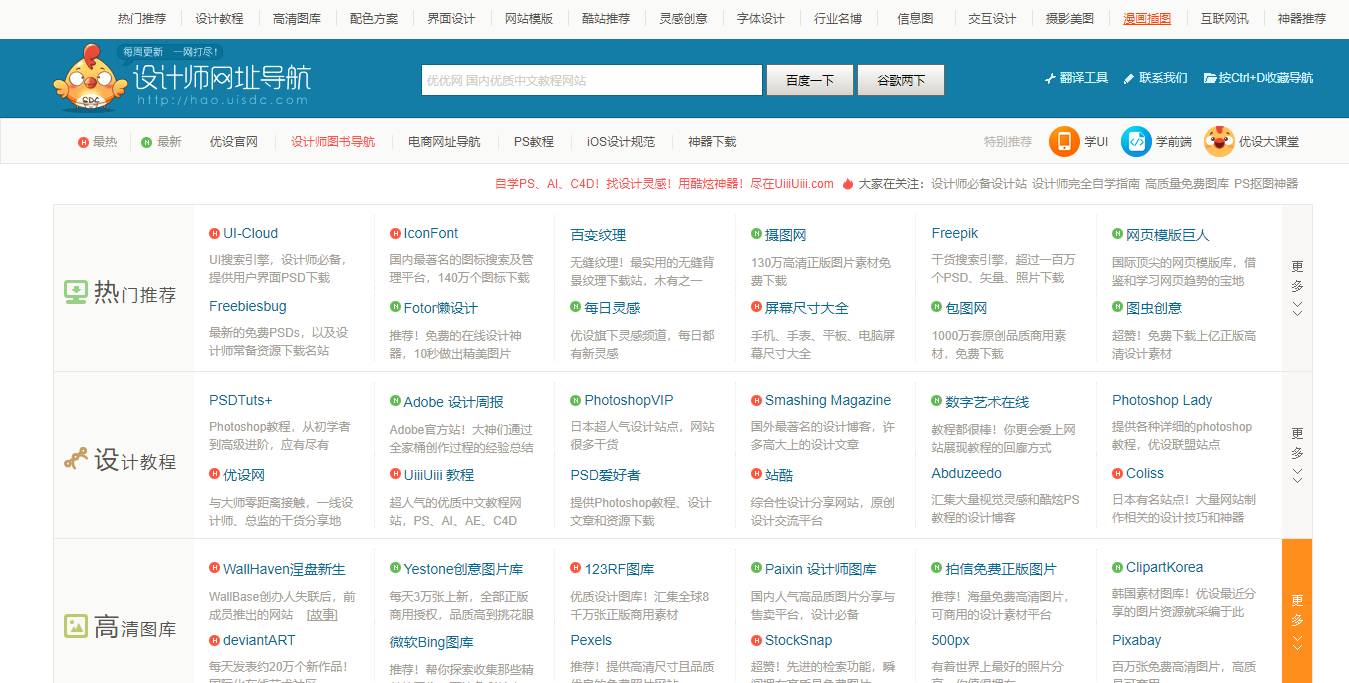 热门推荐 设计教程 高清图库 配色方案 界面设计 网站模版 酷站推荐 灵感创意 字体设计 行业名博 信息图 交互设计 摄影美图 漫画插图 互联网讯 神器推荐
每周更新 一网打尽!
设计师网址导航
http://hao.uisdc.com
优优网 国内优质中文教程网站 百度一下 谷歌两下 翻译工具 联系我们 按Ctrl+D收藏导航
最热 最新 优设官网 设计师图书导航 电商网址导航 PS教程 iOS设计规范 神器下载 特别推荐 学UI 学前端 优设大课堂
自学PS、AI、C4D！找设计灵感！用酷炫神器！尽在UiiiUiii.com 大家在关注： 设计师必备设计站 设计师完全自学指南 高质量免费图库 PS抠图神器
热门推荐
UI-Cloud
UI搜索引擎，设计师必备，
提供用户界面PSD下载
IconFont
国内最著名的图标搜索及管
理平台，140万个图标下载
百变纹理
无缝纹理！最实用的无缝背
景纹理下载站，木有之一
摄图网
130万高清正版图片素材免
费下载
Freepik
干货搜索引擎，超过一百万
个PSD、矢量、照片下载
网页模版巨人
国际顶尖的网页模版库，借
鉴和学习网页趋势的宝地
Freebiesbug
最新的免费PSDs，以及设
计师常备资源下载名站
Fotor懒设计
推荐！免费的在线设计神
器，10秒做出精美图片
每日灵感
优设旗下灵感频道，每日都
有新灵感
屏幕尺寸大全
手机、手表、平板、电脑屏
幕尺寸大全
包图网
1000万套原创品质商用素
材，免费下载
图虫创意
超赞！免费下载上亿正版高
清设计素材
更
多
设计教程
PSDTuts+
Photoshop教程，从初学者
到高级进阶，应有尽有
Adobe 设计周报
Adobe官方站！大神们通过
全家桶创作过程的经验总结
PhotoshopVIP
日本超人气设计站点，网站
很多干货
Smashing Magazine
国外最著名的设计博客，许
多高大上的设计文章
数字艺术在线
教程都很棒！你更会爱上网
站展现教程的回廊方式
Photoshop Lady
提供各种详细的photoshop
教程，优设联盟站点
优设网
与大师零距离接触，一线设
计师、总监的干货分享地
UiiiUiii 教程
超人气的优质中文教程网
站，PS、AI、AE、C4D
PSD爱好者
提供Photoshop教程、设计
文章和资源下载
站酷
综合性设计分享网站，原创
设计交流平台
Abduzeedo
汇集大量视觉灵感和酷炫PS
教程的设计博客
Coliss
日本有名站点！大量网站制
作相关的设计技巧和神器
更
多
高清图库
WallHaven涅盘新生
WallBase创办人失联后，前
成员推出的网站 [故事]
Yestone创意图片库
每天3万张上新，全部正版
商用授权，品质高到挑花眼
123RF图库
优质设计图库！汇集全球8
千万张正版商用素材
Paixin 设计师图库
国内人气高品质图片分享与
售卖平台，设计必备
拍信免费正版图片
推荐！海量免费高清图片，
可商用的设计素材平台
ClipartKorea
韩国素材图库！优设最近分
享的图片资源就采编于此
deviantART
每天发表约20万个新作品！
微软Bing图库
推荐！帮你探索收集那些精
Pexels
推荐！提供高清尺寸且品质
StockSnap
超赞！先进的检索功能，瞬
500px
有着世界上最好的照片分
Pixabay
百万张免费高清图片，高质
更
多